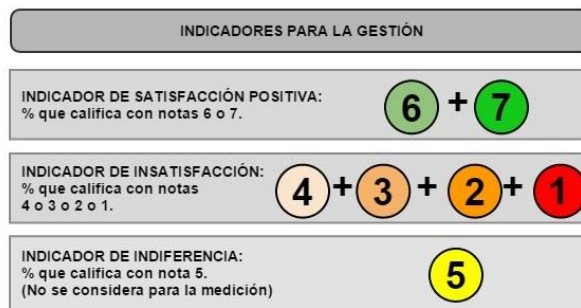 INDICADORES PARA LA GESTIÓN
INDICADOR DE SATISFACCIÓN POSITIVA:
% que califica con notas 6 o 7.
6 + 7
INDICADOR DE INSATISFACCIÓN:
% que califica con notas
4 o 3 o 2 o 1.
4 + 3 + 2 + 1
INDICADOR DE INDIFERENCIA:
% que califica con nota 5.
(No se considera para la medición)
5